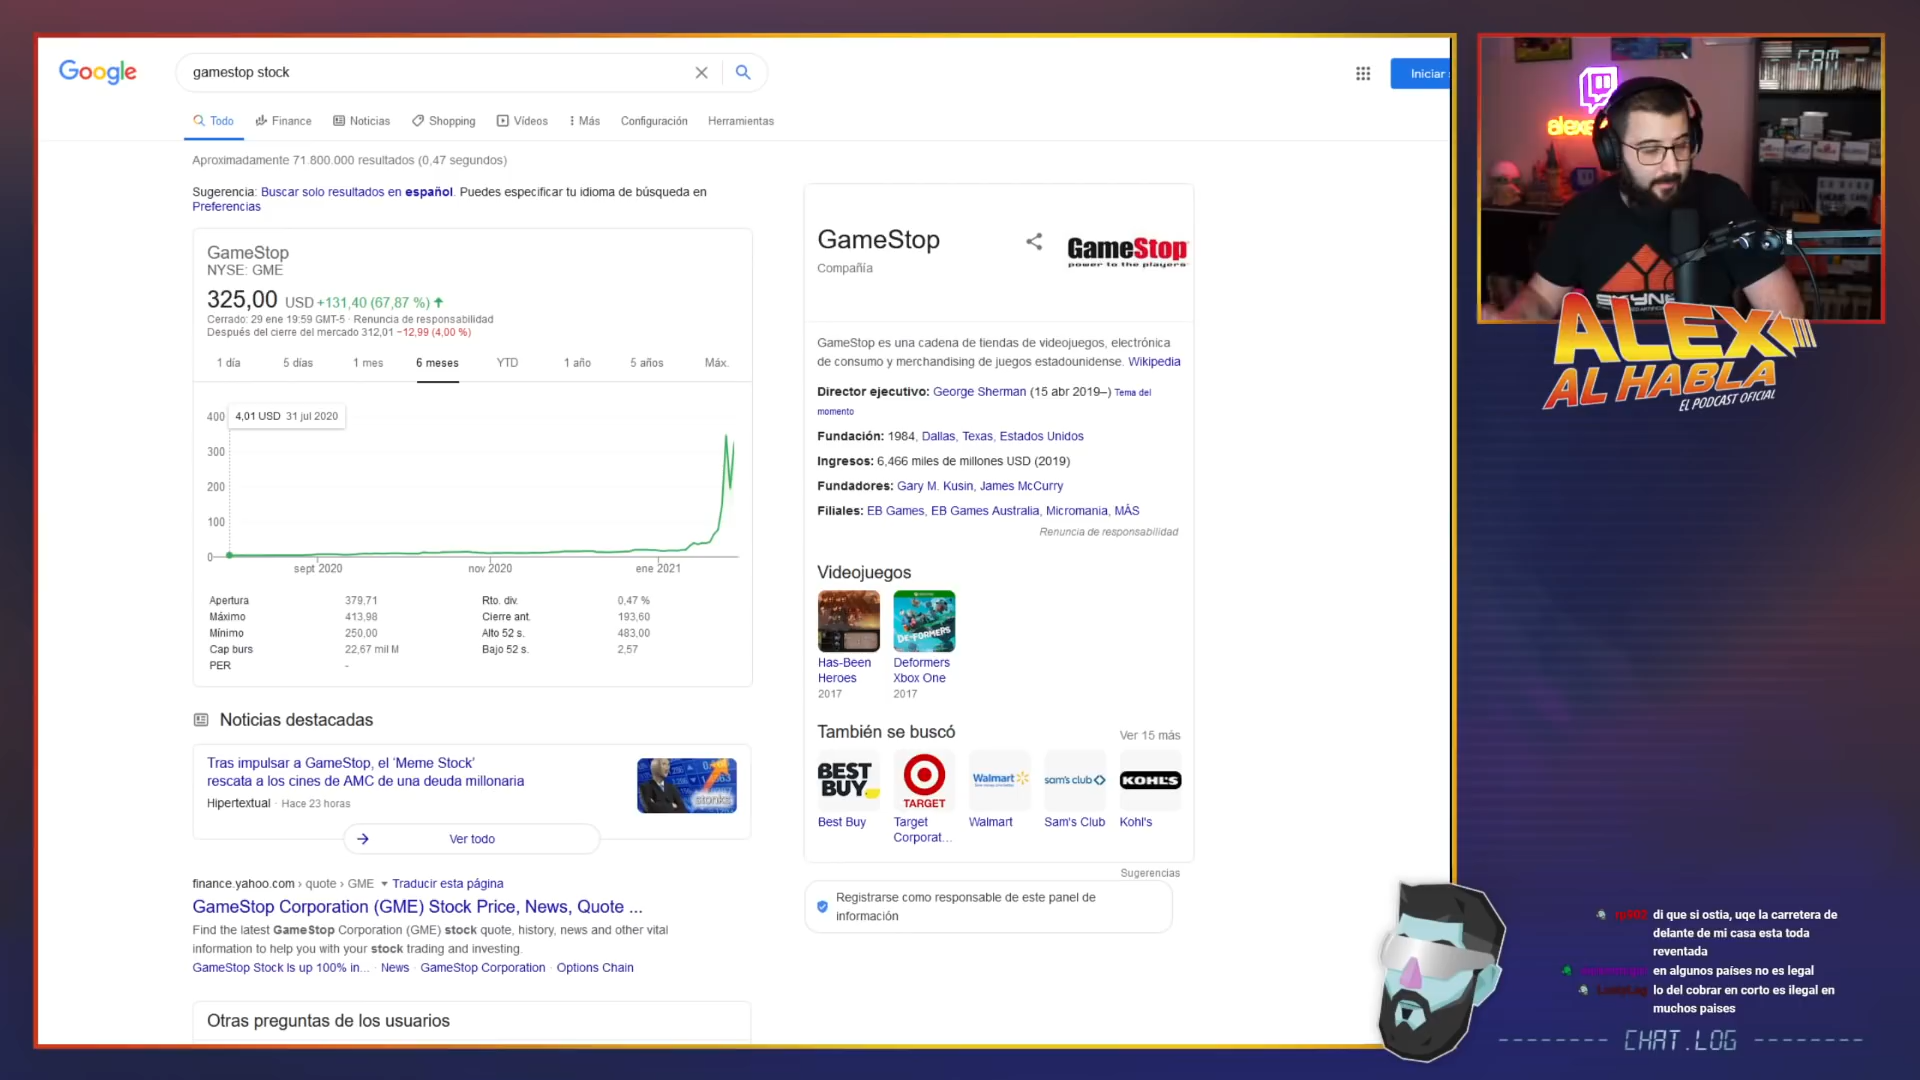 Google
gamestop stock
Iniciar
Todo
Finance
Noticias
Shopping
Vídeos
Más
Configuración
Herramientas
Aproximadamente 71.800.000 resultados (0,47 segundos)
Sugerencia: Buscar solo resultados en español. Puedes especificar tu idioma de búsqueda en
Preferencias
GameStop
NYSE: GME
325,00 USD +131,40 (67,87 %)
Cerrado: 29 ene 19:59 GMT-5 · Renuncia de responsabilidad
Después del cierre del mercado 312,01 −12,99 (4,00 %)
1 día
5 días
1 mes
6 meses
YTD
1 año
5 años
Máx.
400
4,01 USD 31 jul 2020
300
200
100
0
sept 2020
nov 2020
ene 2021
Apertura 379,71 Rto. div. 0,47 %
Máximo 413,98 Cierre ant. 193,60
Mínimo 250,00 Alto 52 s. 483,00
Cap burs 22,67 mil M Bajo 52 s. 2,57
PER -
Noticias destacadas
Tras impulsar a GameStop, el 'Meme Stock'
rescata a los cines de AMC de una deuda millonaria
Hipertextual · Hace 23 horas
stonks
Ver todo
finance.yahoo.com › quote › GME Traducir esta página
GameStop Corporation (GME) Stock Price, News, Quote ...
Find the latest GameStop Corporation (GME) stock quote, history, news and other vital
information to help you with your stock trading and investing.
GameStop Stock Is up 100% in... · News · GameStop Corporation · Options Chain
Otras preguntas de los usuarios
GameStop
Compañía
GameStop
power to the players
GameStop es una cadena de tiendas de videojuegos, electrónica
de consumo y merchandising de juegos estadounidense. Wikipedia
Director ejecutivo: George Sherman (15 abr 2019–) Tema del
momento
Fundación: 1984, Dallas, Texas, Estados Unidos
Ingresos: 6,466 miles de millones USD (2019)
Fundadores: Gary M. Kusin, James McCurry
Filiales: EB Games, EB Games Australia, Micromania, MÀS
Renuncia de responsabilidad
Videojuegos
DE-FORMERS
Has-Been
Heroes
2017
Deformers
Xbox One
2017
También se buscó
Ver 15 más
BEST
BUY
TARGET
Walmart
sam's club
KOHL'S
Best Buy
Target
Corporat...
Walmart
Sam's Club
Kohl's
Sugerencias
Registrarse como responsable de este panel de
información
- CAM -
ALEX
AL HABLA
EL PODCAST OFICIAL
di que si ostia, uqe la carretera de
delante de mi casa esta toda
reventada
en algunos países no es legal
lo del cobrar en corto es ilegal en
muchos paises
-------- CHAT.LOG --------